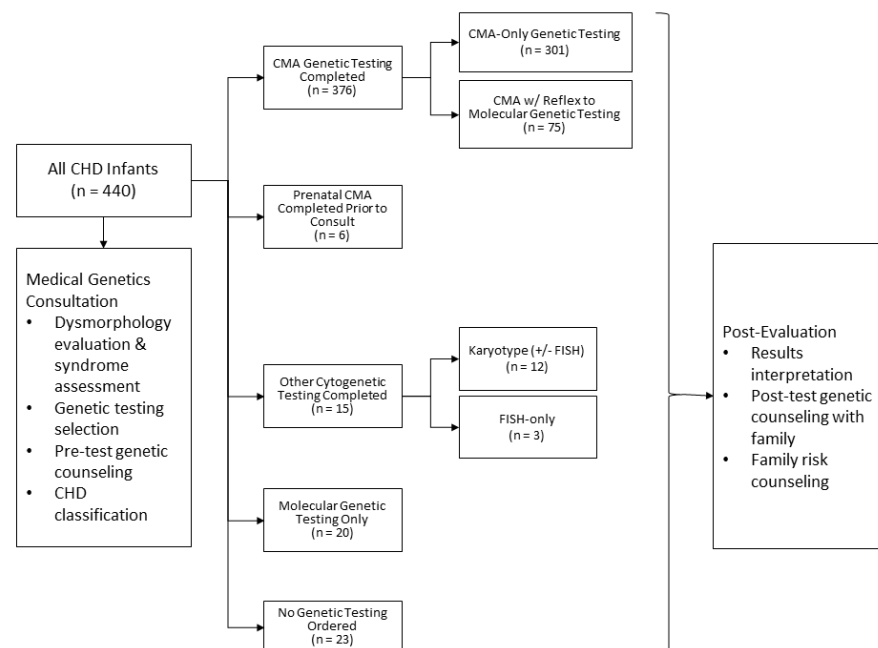 All CHD Infants
(n = 440)
Medical Genetics
Consultation
• Dysmorphology
evaluation &
syndrome
assessment
• Genetic testing
selection
• Pre-test genetic
counseling
• CHD
classification
CMA Genetic Testing
Completed
(n = 376)
CMA-Only Genetic Testing
(n = 301)
CMA w/ Reflex to
Molecular Genetic Testing
(n = 75)
Prenatal CMA
Completed Prior to
Consult
(n = 6)
Other Cytogenetic
Testing Completed
(n = 15)
Karyotype (+/- FISH)
(n = 12)
FISH-only
(n = 3)
Molecular Genetic
Testing Only
(n = 20)
No Genetic Testing
Ordered
(n = 23)
Post-Evaluation
• Results
interpretation
• Post-test genetic
counseling with
family
• Family risk
counseling